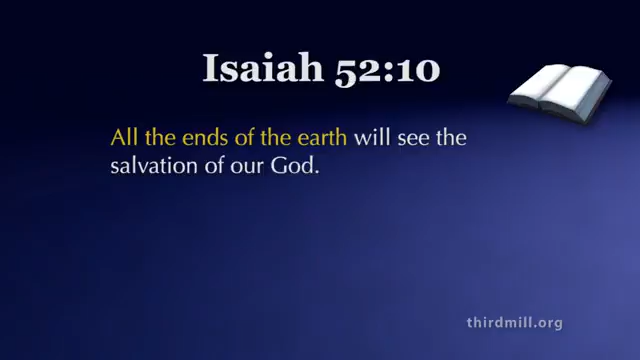 Isaiah 52:10
All the ends of the earth will see the
salvation of our God.
thirdmill.org